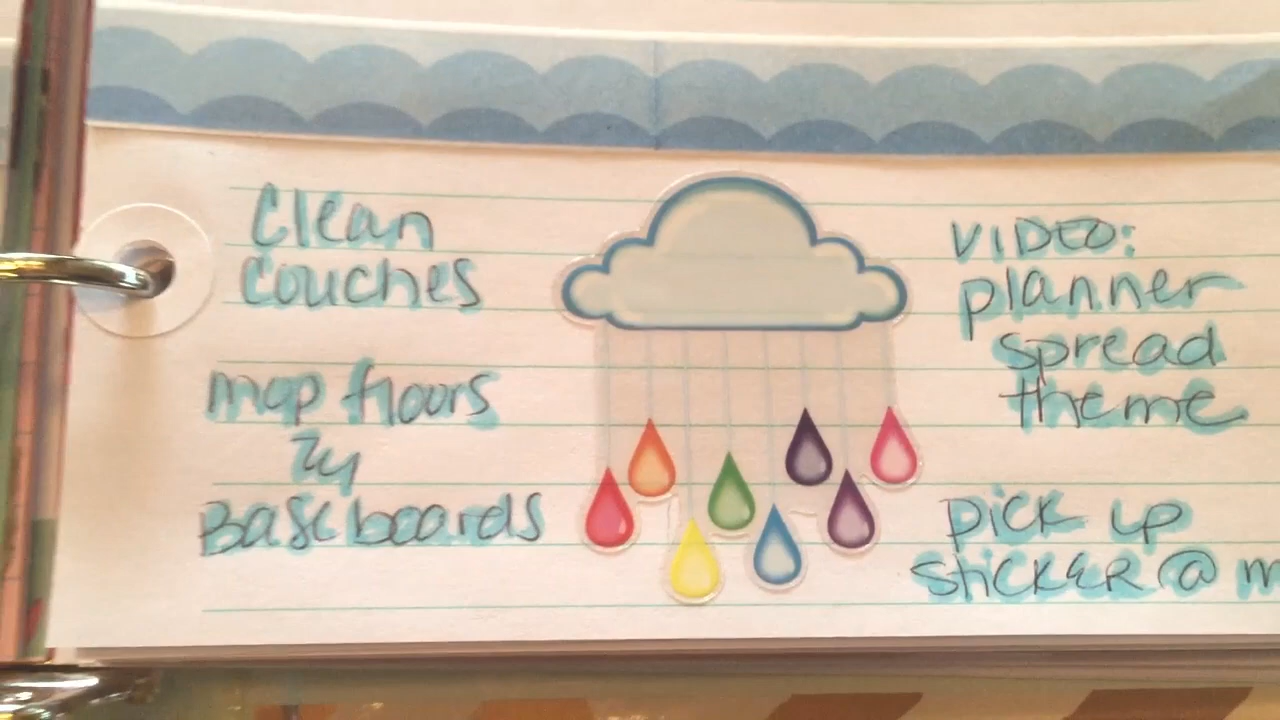 Clean
couches
mop floors
Baseboards
VIDEO:
planner
spread
theme
pick up
sticker @